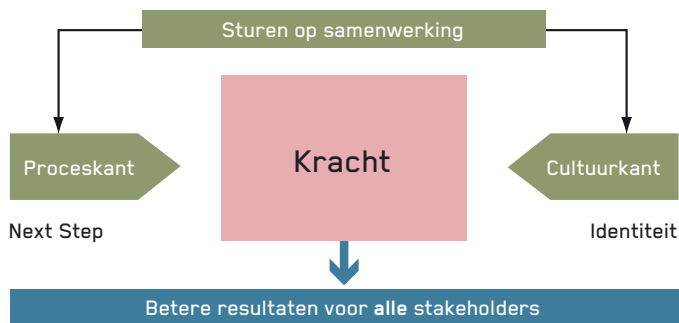 Sturen op samenwerking
Proceskant
Kracht
Cultuurkant
Next Step
Identiteit
Betere resultaten voor alle stakeholders